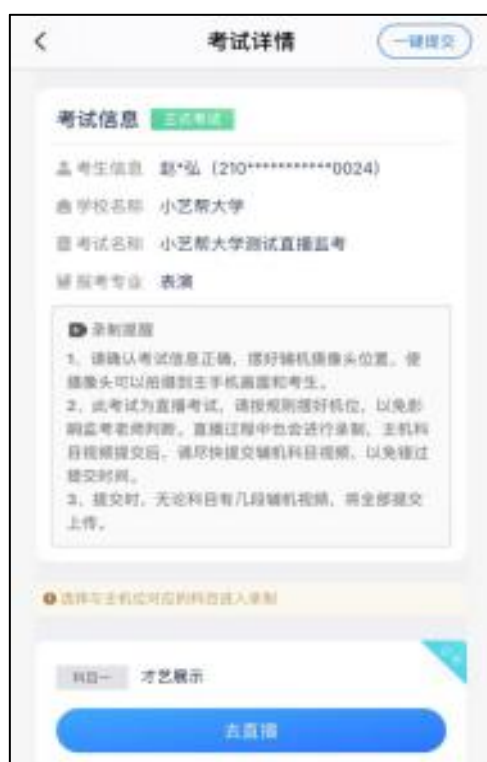 考试详情
一键提交
考试信息 正式考试
考生信息 赵*弘 (210***********0024)
学校名称 小艺帮大学
考试名称 小艺帮大学测试直播监考
报考专业 表演
录制提醒
1、请确认考试信息正确，摆好辅机摄像头位置，使
摄像头可以拍摄到主手机画面和考生。
2、此考试为直播考试，请按规则摆好机位，以免影
响监考老师判断。直播过程中也会进行录制，主机科
目视频提交后，请尽快提交辅机科目视频，以免错过
提交时间。
3、提交时，无论科目有几段辅机视频，将全部提交
上传。
选择与主机位对应的科目进入录制
科目一 才艺展示
去直播